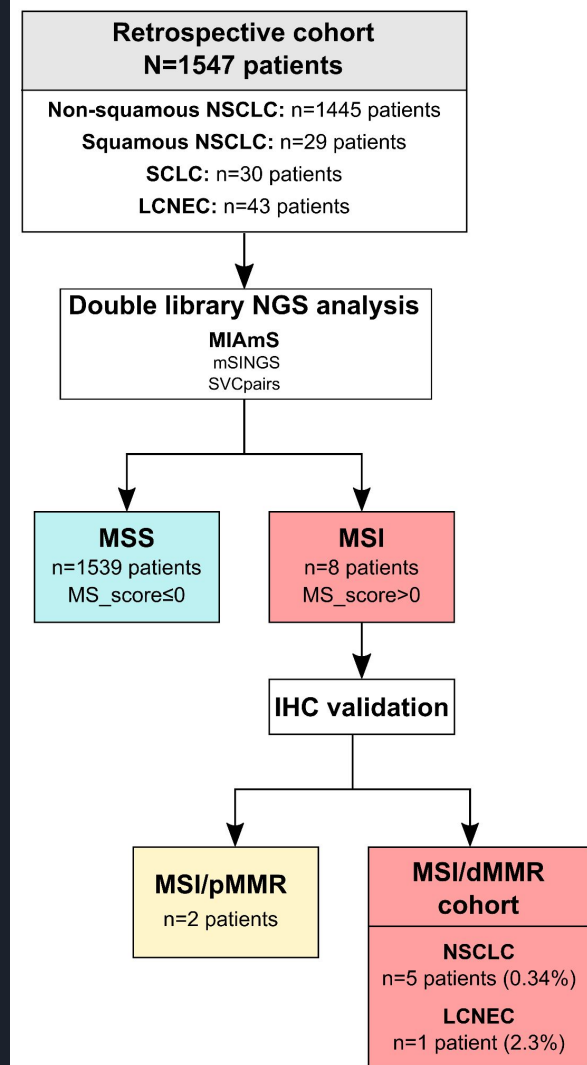 Retrospective cohort
N=1547 patients
Non-squamous NSCLC: n=1445 patients
Squamous NSCLC: n=29 patients
SCLC: n=30 patients
LCNEC: n=43 patients
Double library NGS analysis
MIAmS
mSINGS
SVCpairs
MSS
n=1539 patients
MS_score≤0
MSI
n=8 patients
MS_score>0
IHC validation
MSI/pMMR
n=2 patients
MSI/dMMR
cohort
NSCLC
n=5 patients (0.34%)
LCNEC
n=1 patient (2.3%)